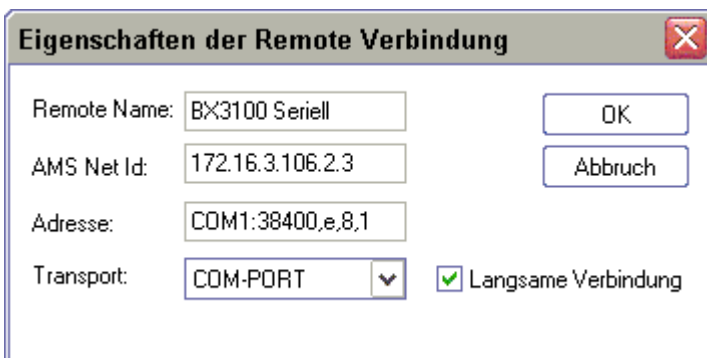 Eigenschaften der Remote Verbindung
Remote Name: BX3100 Seriell OK
AMS Net Id: 172.16.3.106.2.3 Abbruch
Adresse: COM1:38400,e,8,1
Transport: COM-PORT Langsame Verbindung